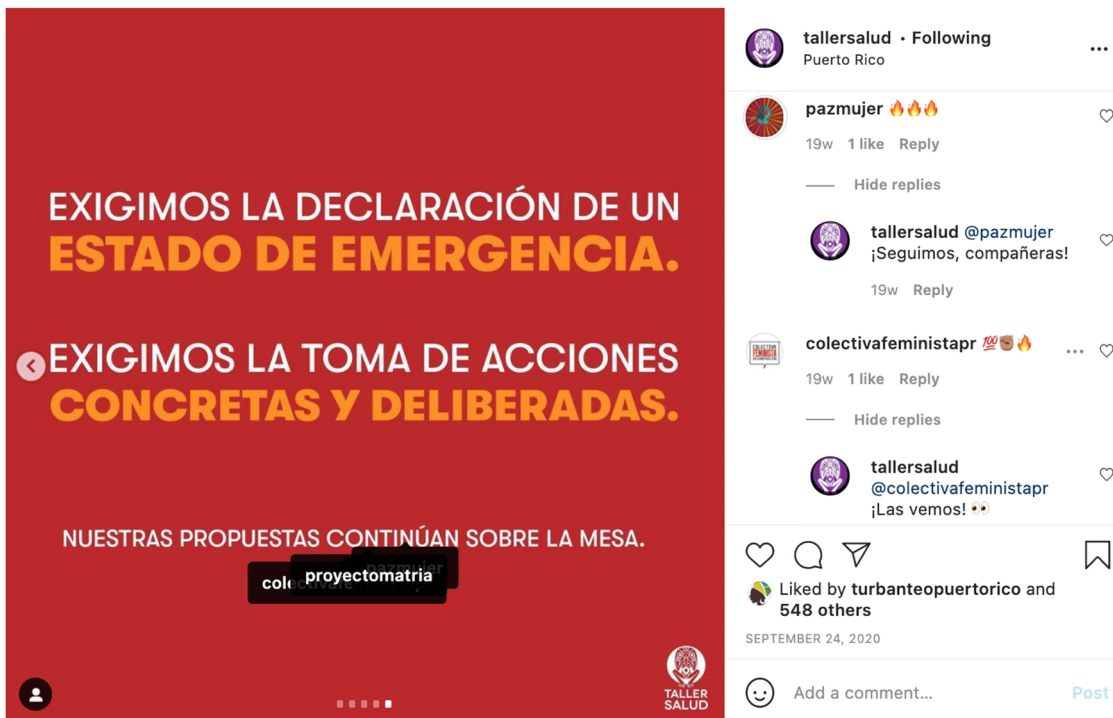 EXIGIMOS LA DECLARACIÓN DE UN
ESTADO DE EMERGENCIA.
EXIGIMOS LA TOMA DE ACCIONES
CONCRETAS Y DELIBERADAS.
NUESTRAS PROPUESTAS CONTINÚAN SOBRE LA MESA.
pazmujer
proyectomatria
TALLER
SALUD
tallersalud • Following
Puerto Rico
pazmujer 🔥🔥🔥
19w 1 like Reply
Hide replies
tallersalud @pazmujer
¡Seguimos, compañeras!
19w Reply
colectivafeministapr 💯✊🏽🔥
19w 1 like Reply
Hide replies
tallersalud
@colectivafeministapr
¡Las vemos! 👀
Liked by turbanteopuertorico and
548 others
SEPTEMBER 24, 2020
Add a comment... Post